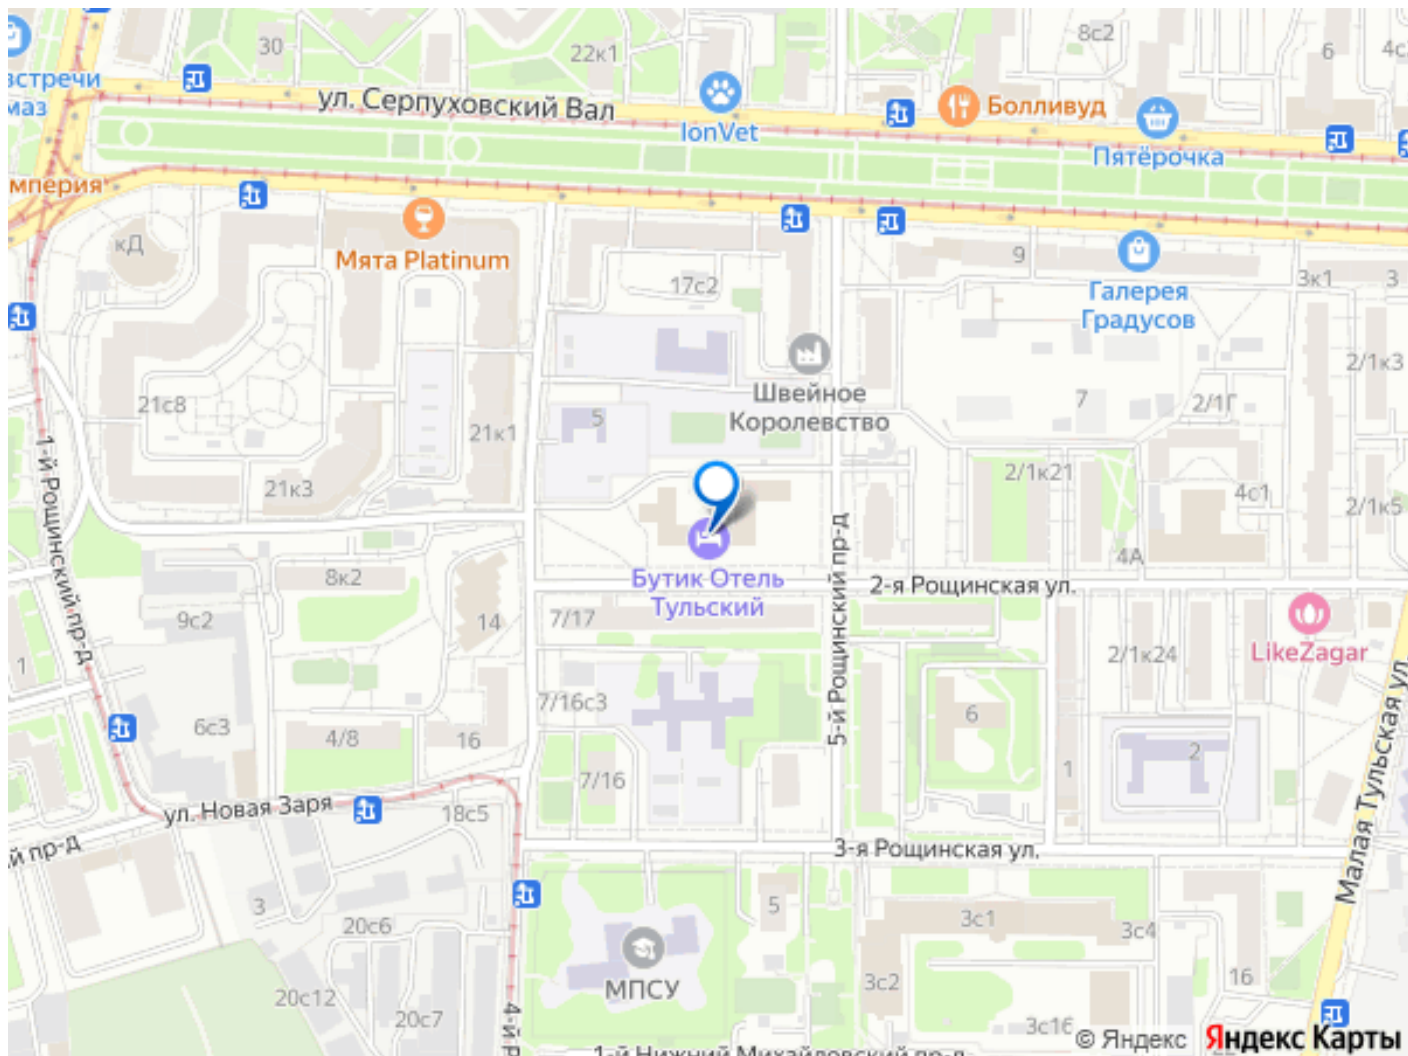 30
22к1
8с2
6
4с
встречи
маз
ул. Серпуховский Вал
IonVet
Болливуд
Пятёрочка
мперия
кД
Мята Platinum
17с2
9
Галерея
Градусов
3к1
3
Швейное
Королевство
2/1к3
21с8
5
7
2/1Г
21к1
21к3
2/1к21
4с1
2/1к5
1-й Рощинский пр-д
4А
8к2
Бутик Отель
Тульский
5-й Рощинский пр-д
2-я Рощинская ул.
9с2
14
7/17
LikeZagar
1
2/1к24
7/16с3
6
6с3
4/8
16
2
7/16
1
ул. Новая Заря
18с5
й пр-д
3-я Рощинская ул.
Малая Тульская ул
3
20с6
5
3с1
3с4
МПСУ
3с2
16
20с12
20с7
4-й Р
3с16
1-й Нижний Михайловский пр-д
© Яндекс Яндекс Карты